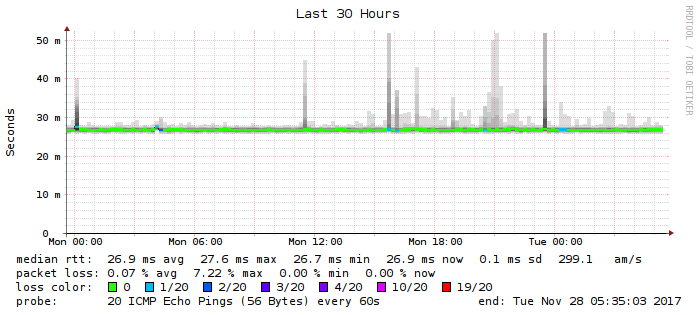 Last 30 Hours
RRDTOOL / TOBI OETIKER
Seconds
50 m
40 m
30 m
20 m
10 m
0
Mon 00:00 Mon 06:00 Mon 12:00 Mon 18:00 Tue 00:00
median rtt: 26.9 ms avg 27.6 ms max 26.7 ms min 26.9 ms now 0.1 ms sd 299.1 am/s
packet loss: 0.07 % avg 7.22 % max 0.00 % min 0.00 % now
loss color: 0 1/20 2/20 3/20 4/20 10/20 19/20
probe: 20 ICMP Echo Pings (56 Bytes) every 60s end: Tue Nov 28 05:35:03 2017